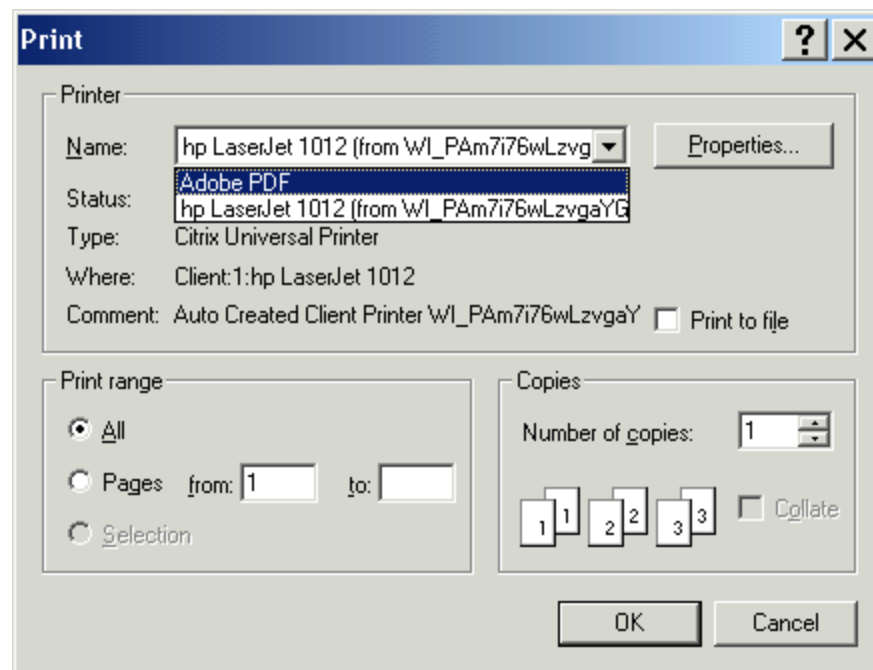 Print
Printer
Name: hp LaserJet 1012 (from WI_PAm7i76wLzvg Properties...
Adobe PDF
Status: hp LaserJet 1012 (from WI_PAm7i76wLzvgaYG
Type: Citrix Universal Printer
Where: Client:1:hp LaserJet 1012
Comment: Auto Created Client Printer WI_PAm7i76wLzvgaY Print to file
Print range
All
Pages from: 1 to:
Selection
Copies
Number of copies: 1
1 1 2 2 3 3 Collate
OK Cancel